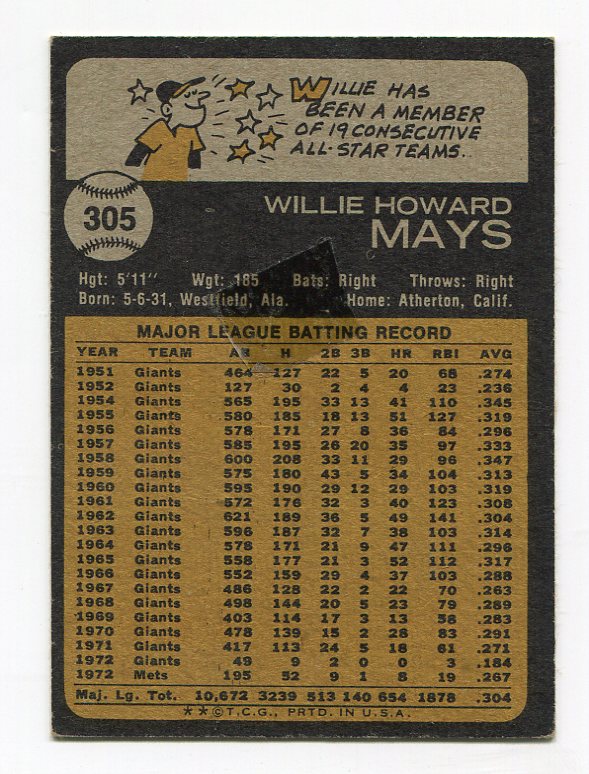 WILLIE HAS
BEEN A MEMBER
OF 19 CONSECUTIVE
ALL-STAR TEAMS..
305
WILLIE HOWARD
MAYS
Hgt: 5'11" Wgt: 185 Bats: Right Throws: Right
Born: 5-6-31, Westfield, Ala. Home: Atherton, Calif.
MAJOR LEAGUE BATTING RECORD
YEAR TEAM AB H 2B 3B HR RBI AVG
1951 Giants 464 127 22 5 20 68 .274
1952 Giants 127 30 2 4 4 23 .236
1954 Giants 565 195 33 13 41 110 .345
1955 Giants 580 185 18 13 51 127 .319
1956 Giants 578 171 27 8 36 84 .296
1957 Giants 585 195 26 20 35 97 .333
1958 Giants 600 208 33 11 29 96 .347
1959 Giants 575 180 43 5 34 104 .313
1960 Giants 595 190 29 12 29 103 .319
1961 Giants 572 176 32 3 40 123 .308
1962 Giants 621 189 36 5 49 141 .304
1963 Giants 596 187 32 7 38 103 .314
1964 Giants 578 171 21 9 47 111 .296
1965 Giants 558 177 21 3 52 112 .317
1966 Giants 552 159 29 4 37 103 .288
1967 Giants 486 128 22 2 22 70 .263
1968 Giants 498 144 20 5 23 79 .289
1969 Giants 403 114 17 3 13 58 .283
1970 Giants 478 139 15 2 28 83 .291
1971 Giants 417 113 24 5 18 61 .271
1972 Giants 49 9 2 0 0 3 .184
1972 Mets 195 52 9 1 8 19 .267
Maj. Lg. Tot. 10,672 3239 513 140 654 1878 .304
**©T.C.G., PRTD. IN U.S.A.